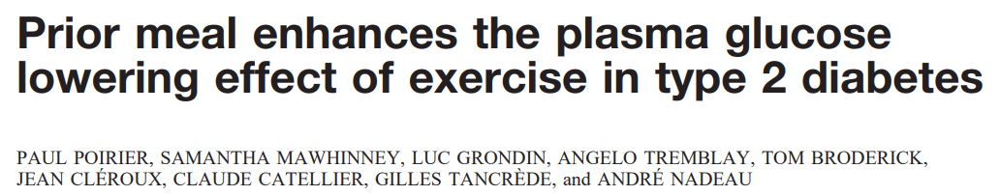 Prior meal enhances the plasma glucose
lowering effect of exercise in type 2 diabetes
PAUL POIRIER, SAMANTHA MAWHINNEY, LUC GRONDIN, ANGELO TREMBLAY, TOM BRODERICK,
JEAN CLÉROUX, CLAUDE CATELLIER, GILLES TANCRÈDE, and ANDRÉ NADEAU